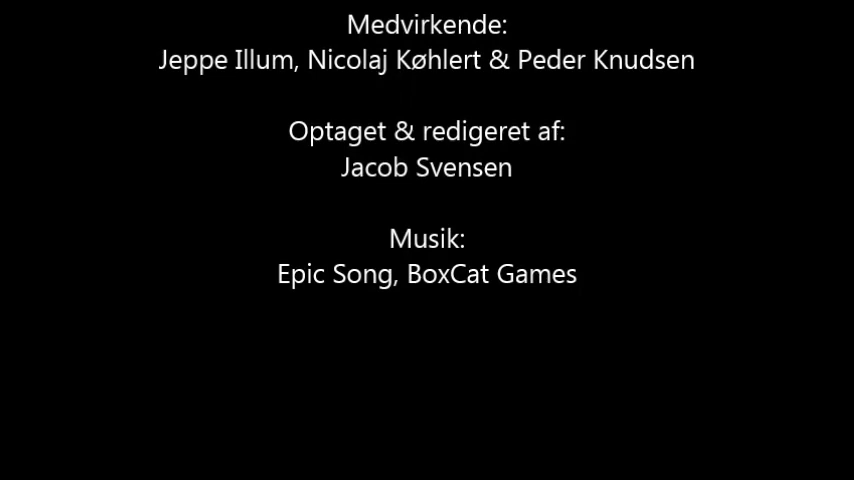 Medvirkende:
Jeppe Illum, Nicolaj Køhlert & Peder Knudsen
Optaget & redigeret af:
Jacob Svensen
Musik:
Epic Song, BoxCat Games